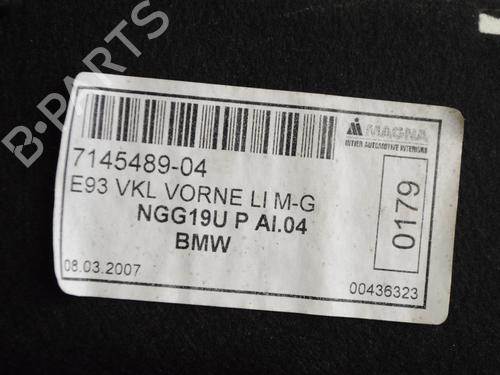 B-PARTS
MAGNA
INTIER AUTOMOTIVE INTERIORS
7145489-04
E93 VKL VORNE LI M-G
NGG19U P AI.04
BMW
0179
08.03.2007
00436323